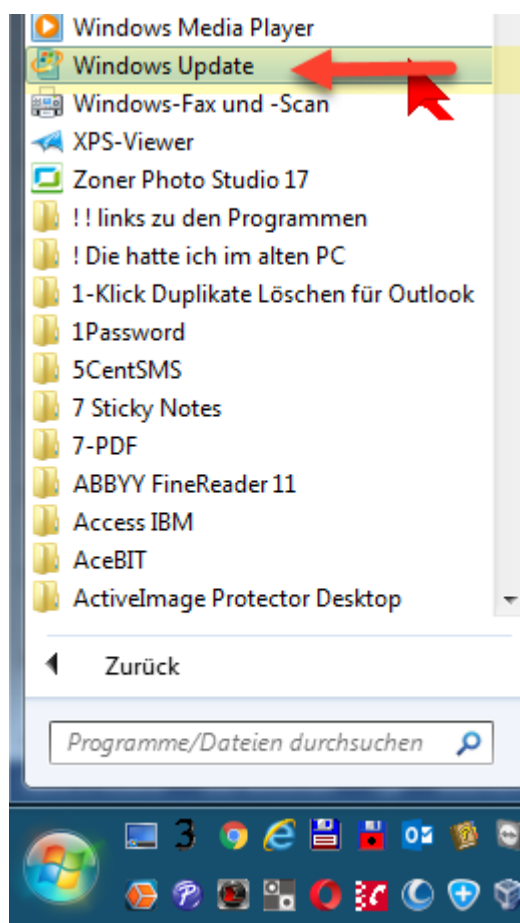 Windows Media Player
Windows Update
Windows-Fax und -Scan
XPS-Viewer
Zoner Photo Studio 17
!! links zu den Programmen
! Die hatte ich im alten PC
1-Klick Duplikate Löschen für Outlook
1Password
5CentSMS
7 Sticky Notes
7-PDF
ABBYY FineReader 11
Access IBM
AceBIT
ActiveImage Protector Desktop
Zurück
Programme/Dateien durchsuchen
3